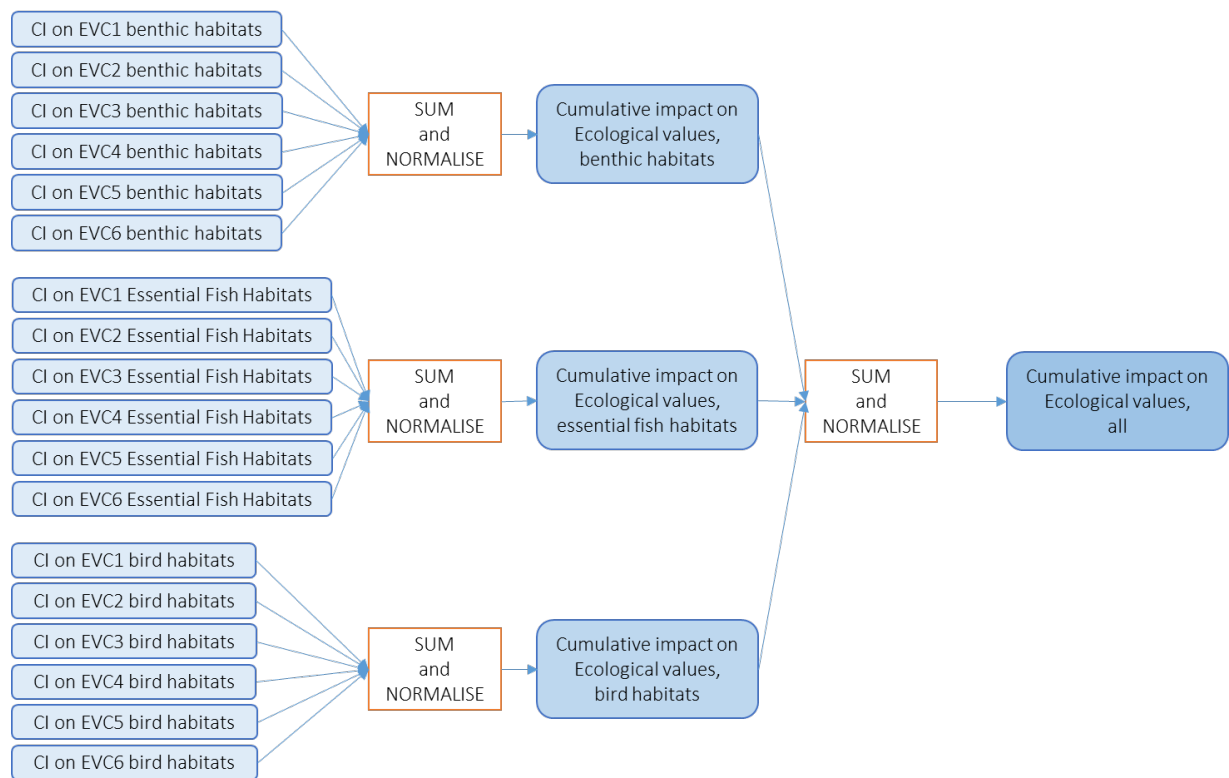 CI on EVC1 benthic habitats
CI on EVC2 benthic habitats
CI on EVC3 benthic habitats
CI on EVC4 benthic habitats
CI on EVC5 benthic habitats
CI on EVC6 benthic habitats
SUM
and
NORMALISE
Cumulative impact on
Ecological values,
benthic habitats
CI on EVC1 Essential Fish Habitats
CI on EVC2 Essential Fish Habitats
CI on EVC3 Essential Fish Habitats
CI on EVC4 Essential Fish Habitats
CI on EVC5 Essential Fish Habitats
CI on EVC6 Essential Fish Habitats
SUM
and
NORMALISE
Cumulative impact on
Ecological values,
essential fish habitats
SUM
and
NORMALISE
Cumulative impact on
Ecological values,
all
CI on EVC1 bird habitats
CI on EVC2 bird habitats
CI on EVC3 bird habitats
CI on EVC4 bird habitats
CI on EVC5 bird habitats
CI on EVC6 bird habitats
SUM
and
NORMALISE
Cumulative impact on
Ecological values,
bird habitats